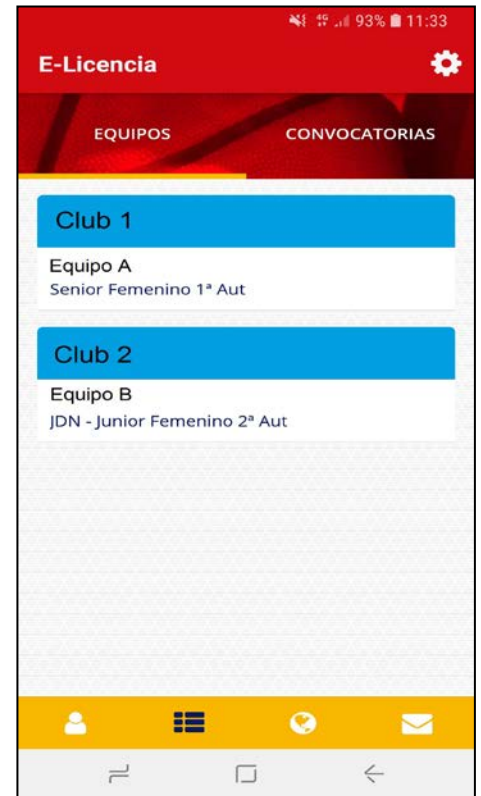 4G 93% 11:33
E-Licencia
EQUIPOS CONVOCATORIAS
Club 1
Equipo A
Senior Femenino 1ª Aut
Club 2
Equipo B
JDN - Junior Femenino 2ª Aut